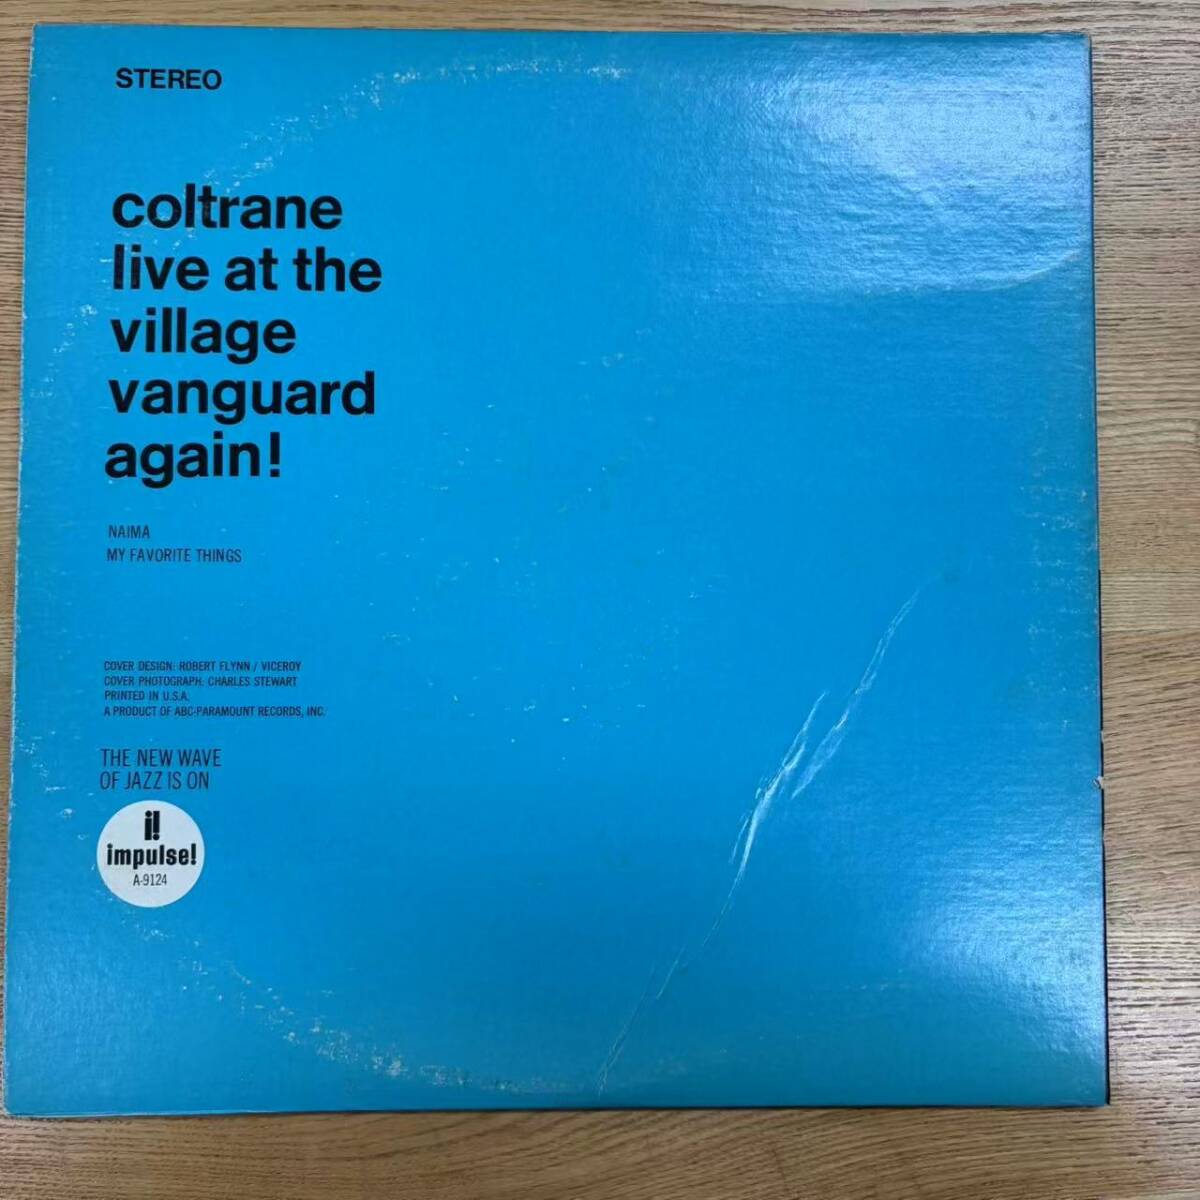 STEREO
coltrane
live at the
village
vanguard
again!
NAIMA
MY FAVORITE THINGS
COVER DESIGN: ROBERT FLYNN / VICEROY
COVER PHOTOGRAPH: CHARLES STEWART
PRINTED IN U.S.A.
A PRODUCT OF ABC-PARAMOUNT RECORDS, INC.
THE NEW WAVE
OF JAZZ IS ON
i!
impulse!
A-9124